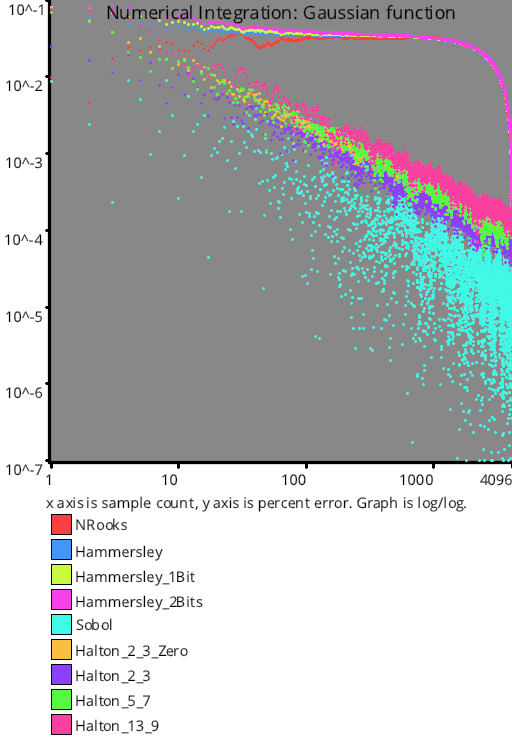 Numerical Integration: Gaussian function
10^-1
10^-2
10^-3
10^-4
10^-5
10^-6
10^-7
1 10 100 1000 4096
x axis is sample count, y axis is percent error. Graph is log/log.
NRooks
Hammersley
Hammersley_1Bit
Hammersley_2Bits
Sobol
Halton_2_3_Zero
Halton_2_3
Halton_5_7
Halton_13_9